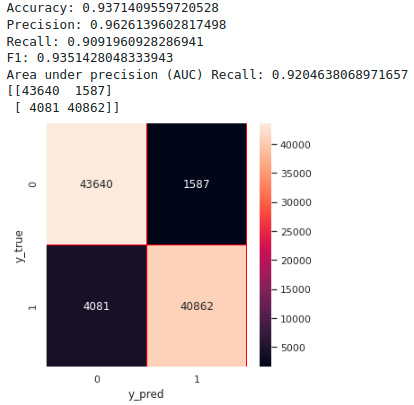 Accuracy: 0.9371409559720528
Precision: 0.9626139602817498
Recall: 0.9091960928286941
F1: 0.9351428048333943
Area under precision (AUC) Recall: 0.9204638068971657
[[43640  1587]
 [ 4081 40862]]
40000
0 43640 1587
35000
30000
25000
y_true
20000
15000
1 4081 40862
10000
5000
0 1
y_pred